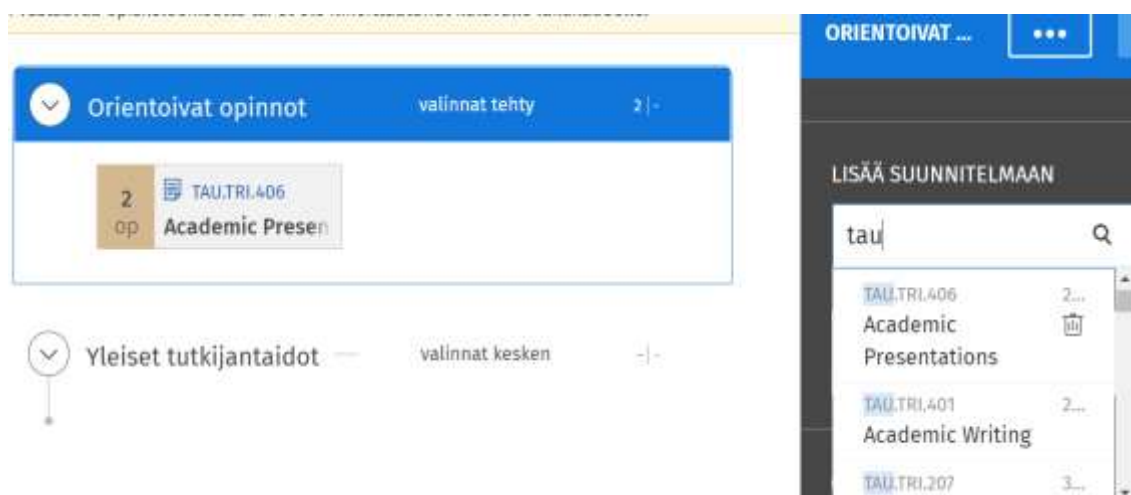 Orientoivat opinnot valinnat tehty 2 | -
2 op
TAU.TRI.406
Academic Presen
Yleiset tutkijantaidot valinnat kesken - | -
ORIENTOIVAT ...
LISÄÄ SUUNNITELMAAN
tau
TAU.TRI.406 2...
Academic
Presentations
TAU.TRI.401 2...
Academic Writing
TAU.TRI.207 3...